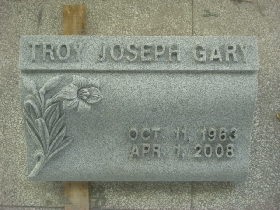 TROY JOSEPH GARY
OCT. 11, 1963
APR. 1, 2008